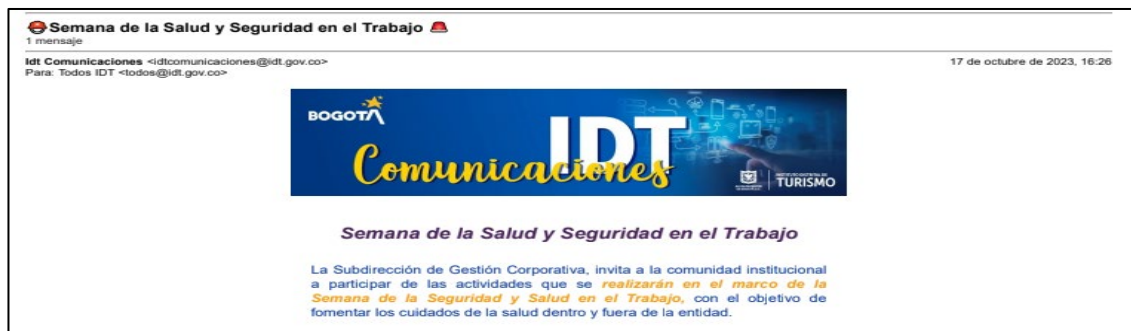 Semana de la Salud y Seguridad en el Trabajo
1 mensaje
Idt Comunicaciones <idtcomunicaciones@idt.gov.co> 17 de octubre de 2023, 16:26
Para: Todos IDT <todos@idt.gov.co>
BOGOTÁ
IDT
Comunicaciones
TURISMO
Semana de la Salud y Seguridad en el Trabajo
La Subdirección de Gestión Corporativa, invita a la comunidad institucional
a participar de las actividades que se realizarán en el marco de la
Semana de la Seguridad y Salud en el Trabajo, con el objetivo de
fomentar los cuidados de la salud dentro y fuera de la entidad.